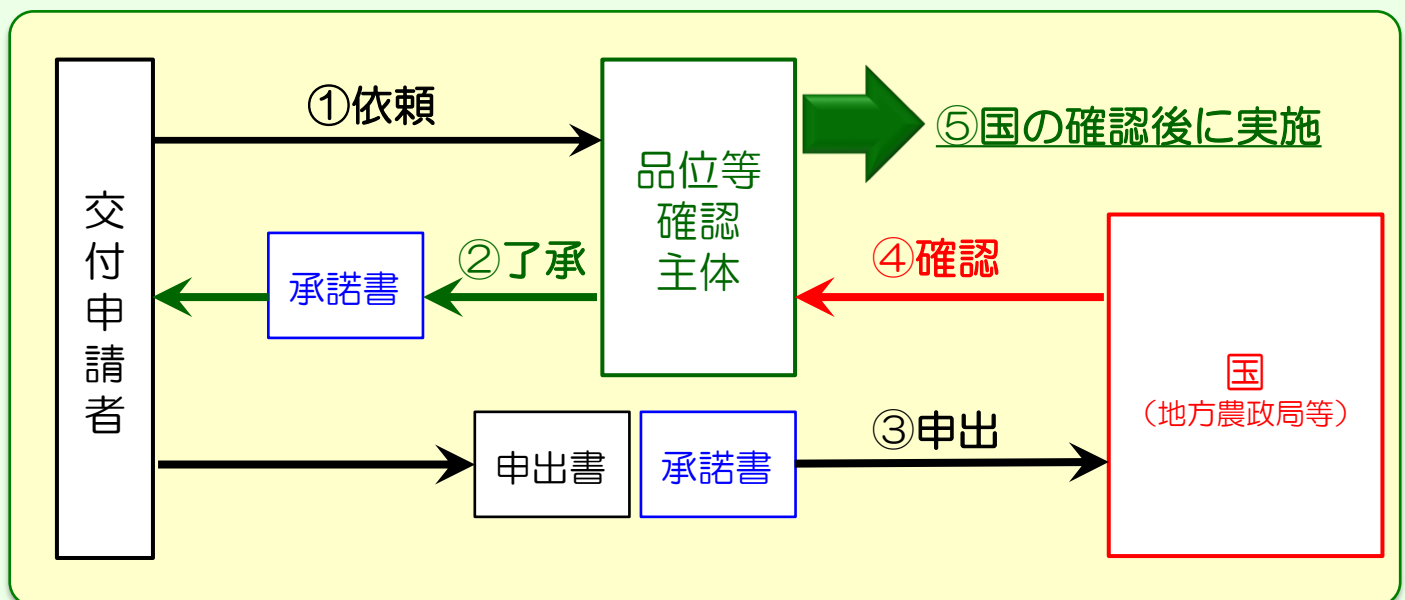 ①依頼
⑤国の確認後に実施
交付申請者
品位等
確認
主体
②了承
承諾書
④確認
国
（地方農政局等）
③申出
申出書
承諾書